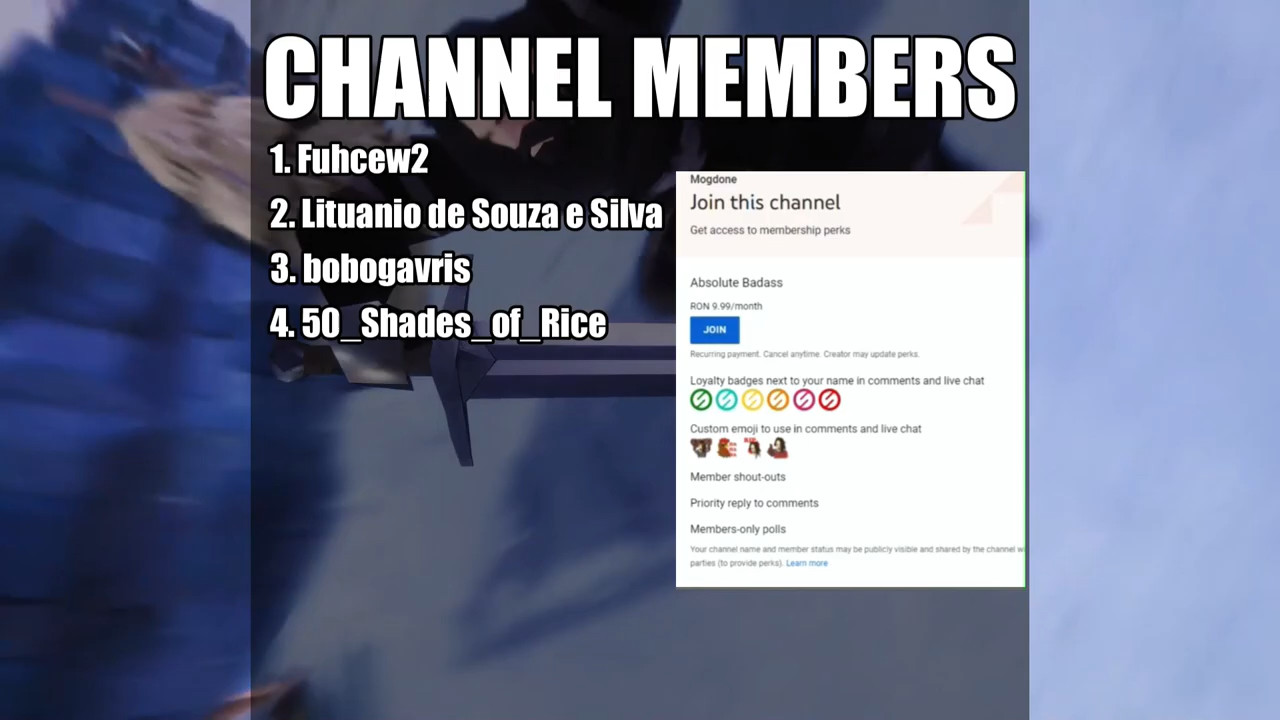 CHANNEL MEMBERS
1. Fuhcew2
2. Lituanio de Souza e Silva
3. bobogavris
4. 50_Shades_of_Rice
Mogdone
Join this channel
Get access to membership perks
Absolute Badass
RON 9.99/month
JOIN
Recurring payment. Cancel anytime. Creator may update perks.
Loyalty badges next to your name in comments and live chat
Custom emoji to use in comments and live chat
Member shout-outs
Priority reply to comments
Members-only polls
Your channel name and member status may be publicly visible and shared by the channel
parties (to provide perks). Learn more